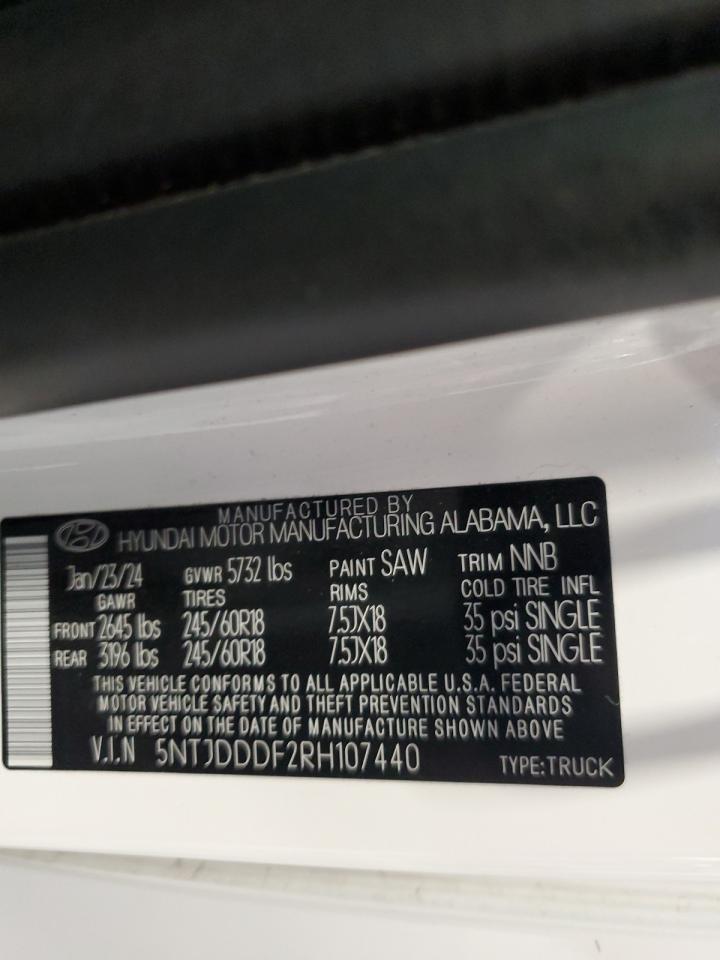 MANUFACTURED BY
HYUNDAI MOTOR MANUFACTURING ALABAMA, LLC
Jan/23/24 GVWR 5732 lbs PAINT SAW TRIM NNB
GAWR TIRES RIMS COLD TIRE INFL
FRONT 2645 lbs 245/60R18 7.5JX18 35 psi SINGLE
REAR 3196 lbs 245/60R18 7.5JX18 35 psi SINGLE
THIS VEHICLE CONFORMS TO ALL APPLICABLE U.S.A. FEDERAL
MOTOR VEHICLE SAFETY AND THEFT PREVENTION STANDARDS
IN EFFECT ON THE DATE OF MANUFACTURE SHOWN ABOVE
V.I.N 5NTJDDDF2RH107440 TYPE:TRUCK